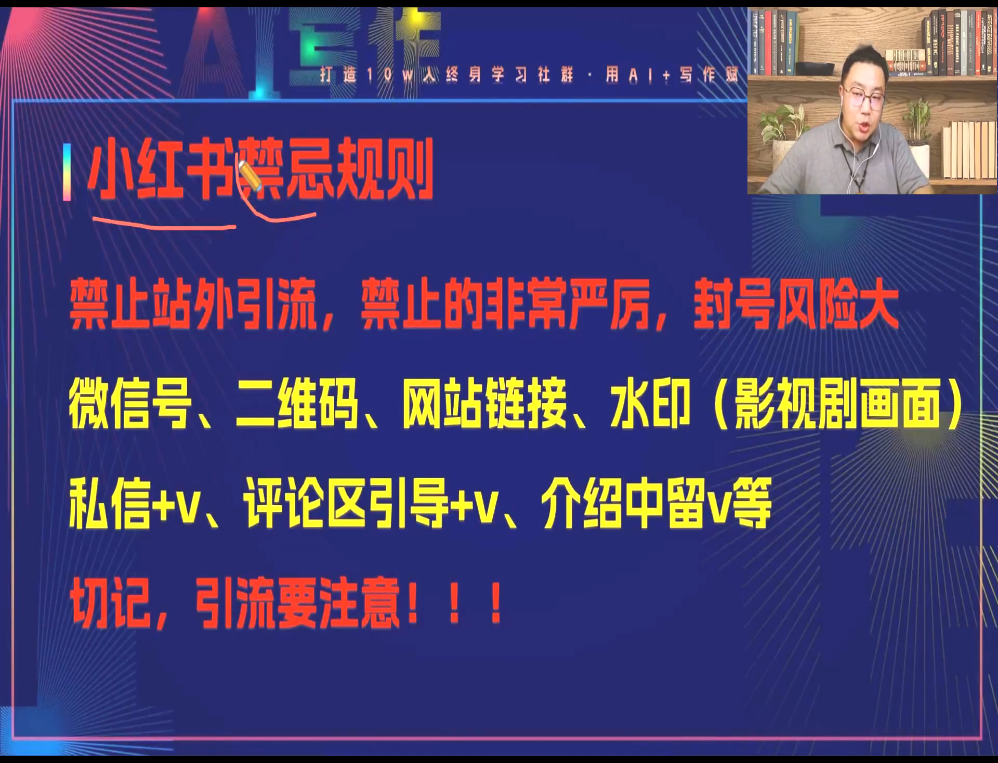 AI写作
打造10w人终身学习社群·用AI+写作赋
小红书禁忌规则
禁止站外引流，禁止的非常严厉，封号风险大
微信号、二维码、网站链接、水印（影视剧画面）
私信+v、评论区引导+v、介绍中留v等
切记，引流要注意！！！